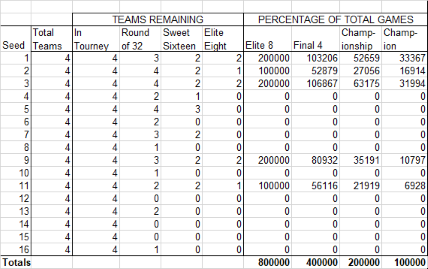 TEAMS REMAINING PERCENTAGE OF TOTAL GAMES
Total In Round Sweet Elite Champ- Champ-
Seed Teams Tourney of 32 Sixteen Eight Elite 8 Final 4 ionship ion
1 4 4 3 2 2 200000 103206 52659 33367
2 4 4 4 2 1 100000 52879 27056 16914
3 4 4 4 2 2 200000 106867 63175 31994
4 4 4 2 1 0 0 0 0 0
5 4 4 4 3 0 0 0 0 0
6 4 4 2 0 0 0 0 0 0
7 4 4 3 2 0 0 0 0 0
8 4 4 1 0 0 0 0 0 0
9 4 4 3 2 2 200000 80932 35191 10797
10 4 4 1 0 0 0 0 0 0
11 4 4 2 2 1 100000 56116 21919 6928
12 4 4 0 0 0 0 0 0 0
13 4 4 2 0 0 0 0 0 0
14 4 4 0 0 0 0 0 0 0
15 4 4 0 0 0 0 0 0 0
16 4 4 1 0 0 0 0 0 0
Totals 800000 400000 200000 100000